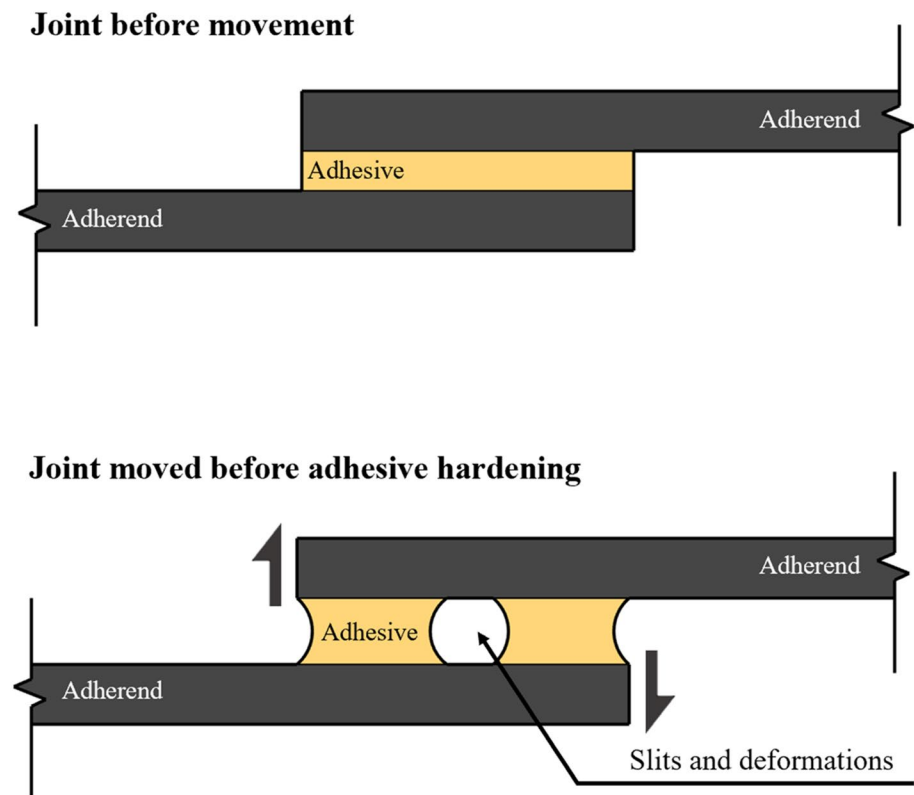 Joint before movement
Adherend
Adhesive
Adherend
Joint moved before adhesive hardening
Adherend
Adhesive
Adherend
Slits and deformations